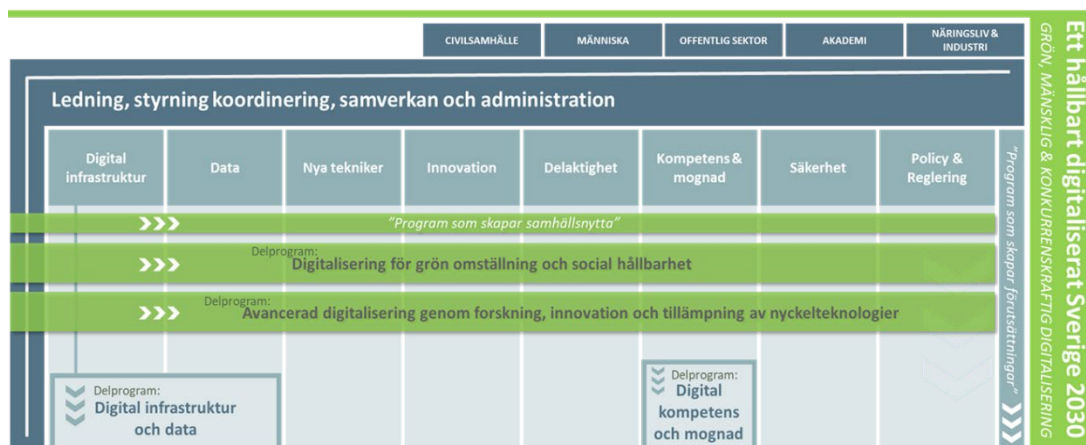 CIVILSAMHÄLLE
MÄNNISKA
OFFENTLIG SEKTOR
AKADEMI
NÄRINGSLIV &
INDUSTRI
Ledning, styrning koordinering, samverkan och administration
Digital
infrastruktur
Data
Nya tekniker
Innovation
Delaktighet
Kompetens &
mognad
Säkerhet
Policy &
Reglering
"Program som skapar samhällsnytta"
Delprogram:
Digitalisering för grön omställning och social hållbarhet
Delprogram:
Avancerad digitalisering genom forskning, innovation och tillämpning av nyckelteknologier
Delprogram:
Digital infrastruktur
och data
Delprogram:
Digital
kompetens
och mognad
"Program som skapar förutsättningar"
Ett hållbart digitaliserat Sverige 2030
GRÖN, MÄNSKLIG & KONKURRENSKRAFTIG DIGITALISERING